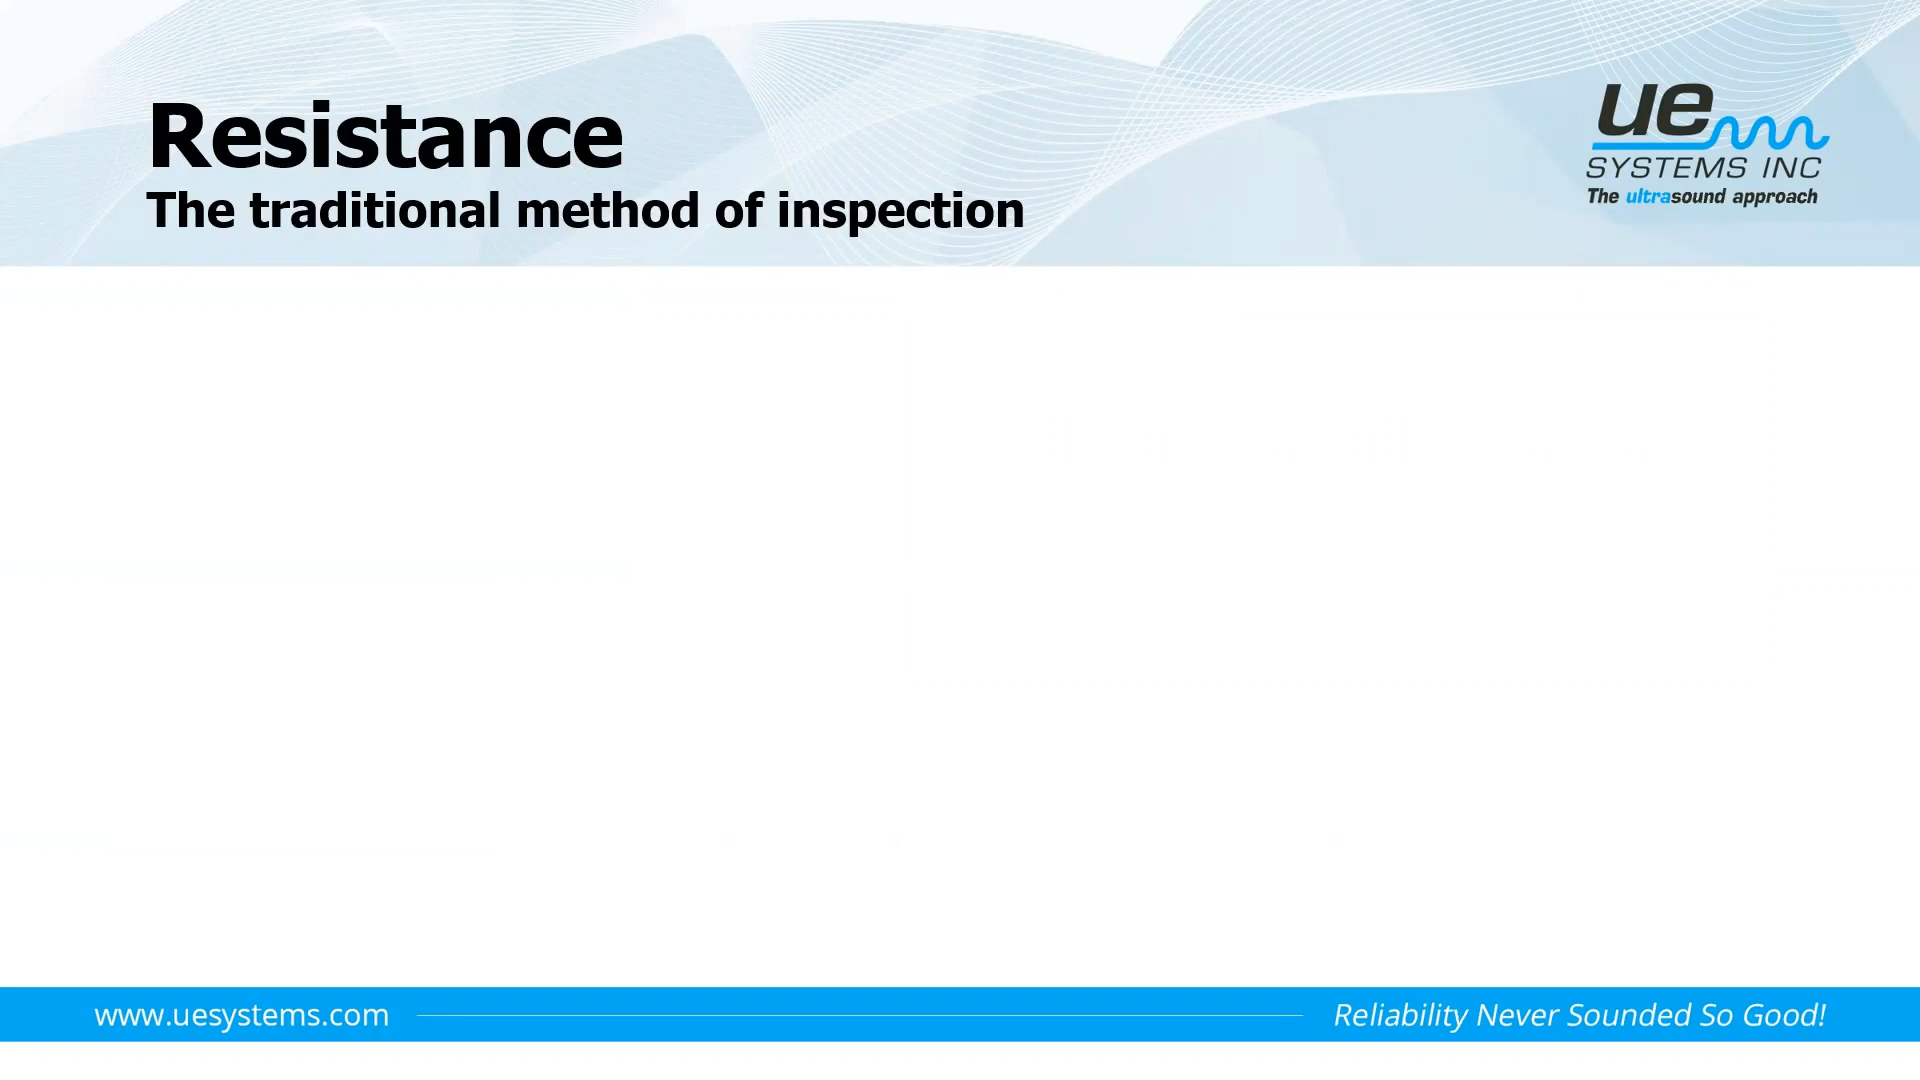 Resistance
The traditional method of inspection
ue
SYSTEMS INC
The ultrasound approach
www.uesystems.com
Reliability Never Sounded So Good!